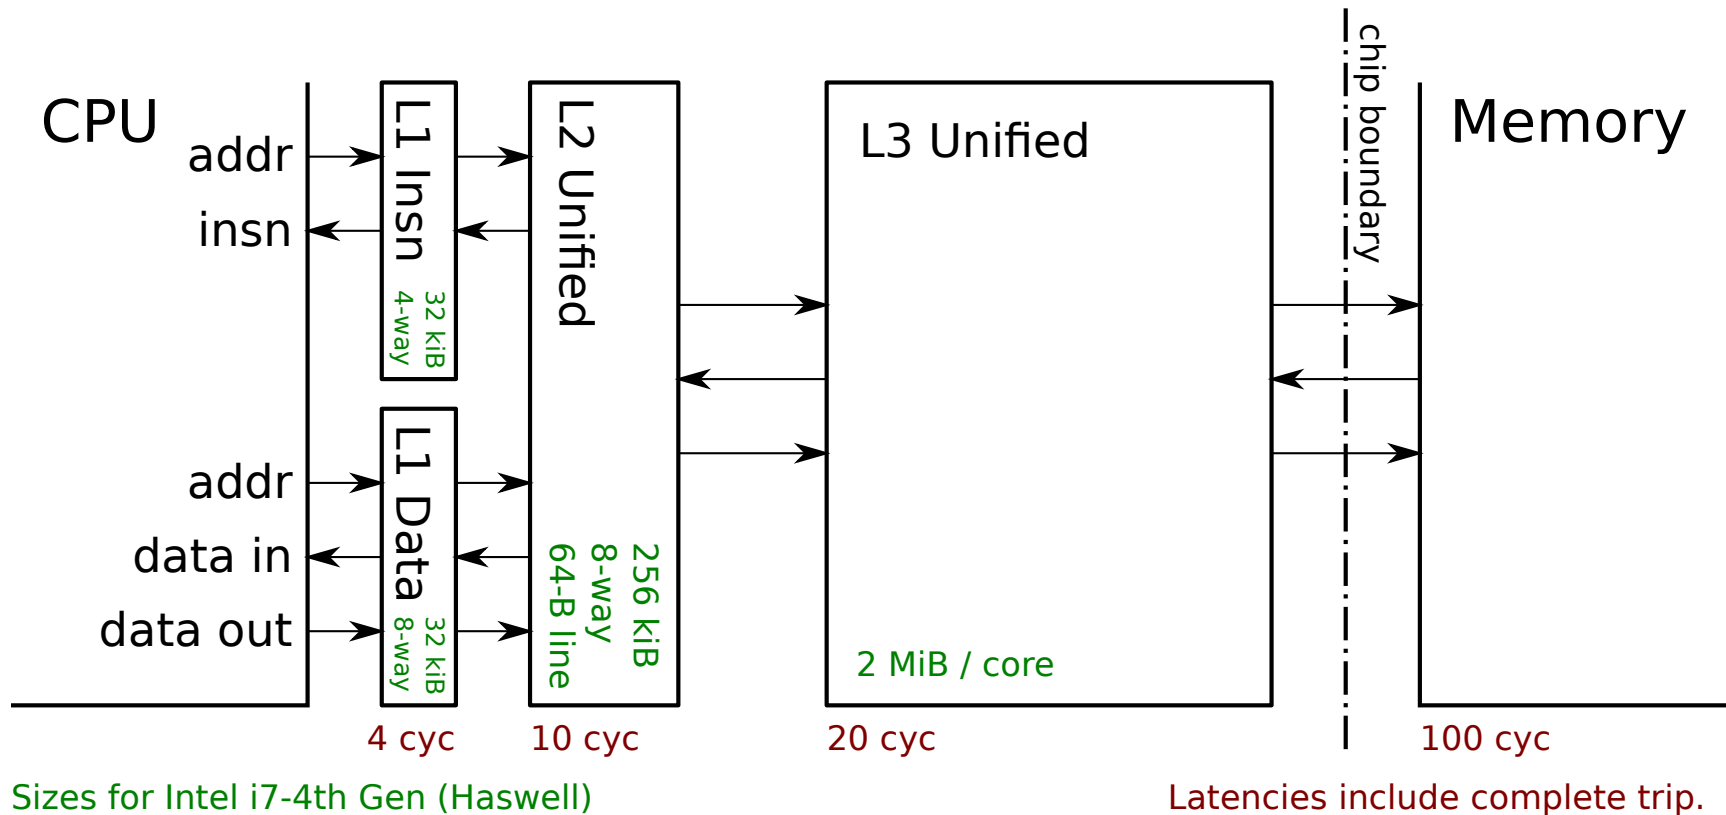 CPU
addr
insn
addr
data in
data out
L1 Insn
32 kiB
4-way
L1 Data
32 kiB
8-way
4 cyc
L2 Unified
256 kiB
8-way
64-B line
10 cyc
L3 Unified
2 MiB / core
20 cyc
chip boundary
Memory
100 cyc
Sizes for Intel i7-4th Gen (Haswell)
Latencies include complete trip.